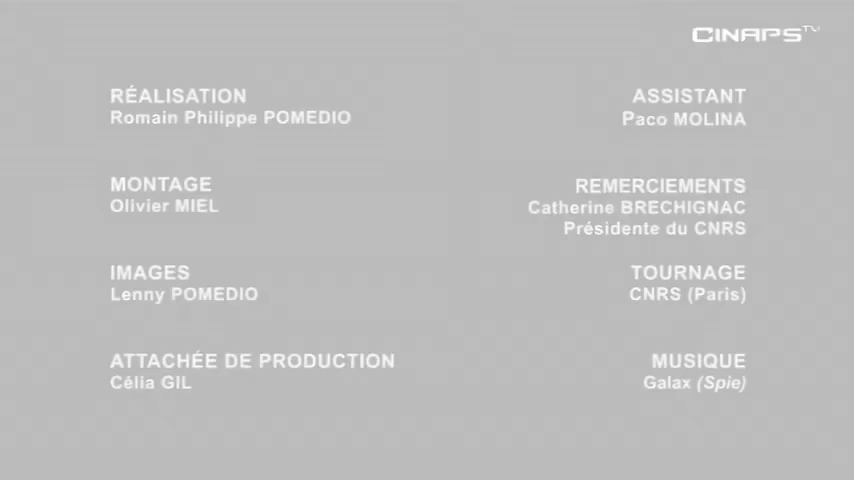 CINAPS TV
RÉALISATION
Romain Philippe POMEDIO
MONTAGE
Olivier MIEL
IMAGES
Lenny POMEDIO
ATTACHÉE DE PRODUCTION
Célia GIL
ASSISTANT
Paco MOLINA
REMERCIEMENTS
Catherine BRECHIGNAC
Présidente du CNRS
TOURNAGE
CNRS (Paris)
MUSIQUE
Galax (Spie)